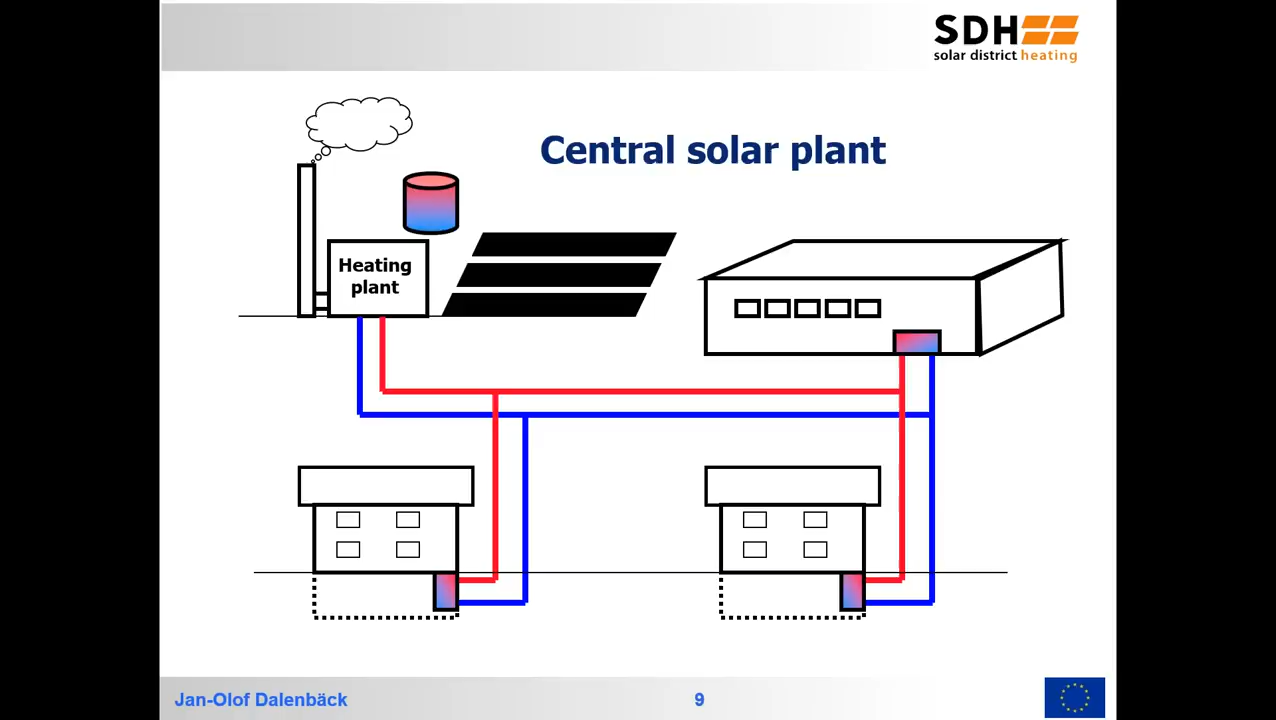 SDH
solar district heating
Central solar plant
Heating
plant
Jan-Olof Dalenbäck
9